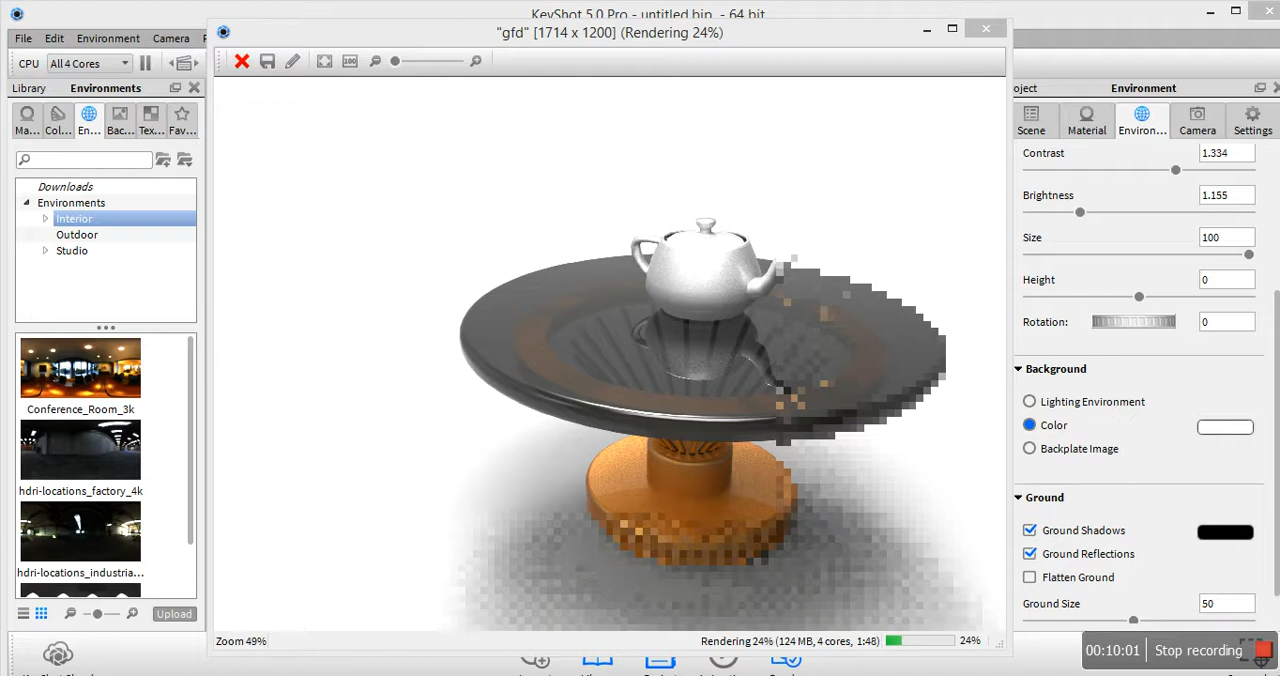 KeyShot 5.0 Pro - untitled.bip - 64 bit
"gfd" [1714 x 1200] (Rendering 24%)
File Edit Environment Camera
CPU All 4 Cores
100
Library Environments
Ma... Col... En... Bac... Tex... Fav...
Downloads
Environments
Interior
Outdoor
Studio
Conference_Room_3k
hdri-locations_factory_4k
hdri-locations_industria...
Upload
Zoom 49%
Rendering 24% (124 MB, 4 cores, 1:48) 24%
oject Environment
Scene Material Environ... Camera Settings
Contrast 1.334
Brightness 1.155
Size 100
Height 0
Rotation: 0
Background
Lighting Environment
Color
Backplate Image
Ground
Ground Shadows
Ground Reflections
Flatten Ground
Ground Size 50
00:10:01 Stop recording